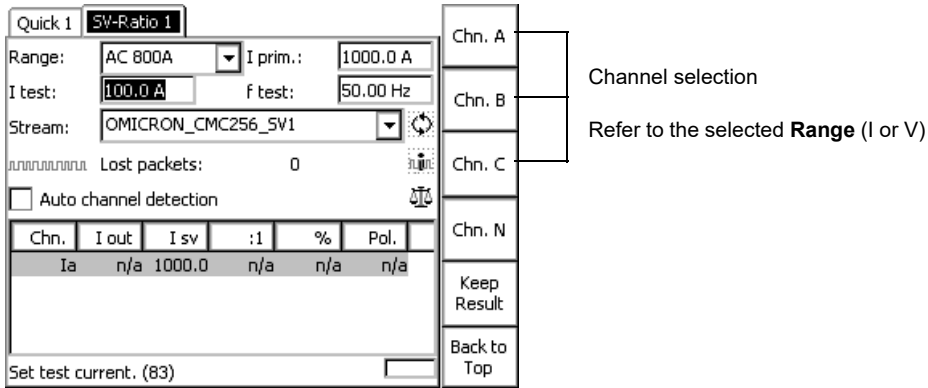 Quick 1 SV-Ratio 1
Range: AC 800A I prim.: 1000.0 A
I test: 100.0 A f test: 50.00 Hz
Stream: OMICRON_CMC256_SV1
Lost packets: 0
Auto channel detection
Chn. I out I sv :1 % Pol.
Ia n/a 1000.0 n/a n/a n/a
Set test current. (83)
Chn. A
Chn. B
Chn. C
Chn. N
Keep
Result
Back to
Top
Channel selection
Refer to the selected Range (I or V)